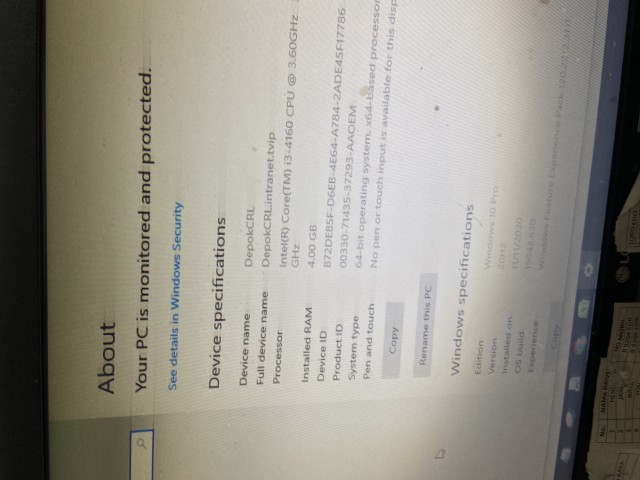 About
Your PC is monitored and protected.
See details in Windows Security
Device specifications
Device name DepokCRL
Full device name DepokCRL.intranet.tvip
Processor Intel(R) Core(TM) i3-4160 CPU @ 3.60GHz
GHz
Installed RAM 4.00 GB
Device ID B72DE85F-D6EB-4E64-A784-2ADE45F17786
Product ID 00330-71435-37293-AAOEM
System type 64-bit operating system, x64-based processor
Pen and touch No pen or touch input is available for this disp
Copy
Rename this PC
Windows specifications
Edition Windows 10 Pro
Version 20H2
Installed on 11/11/2020
OS build 19042.630
Experience Windows Feature Experience Pack
Copy